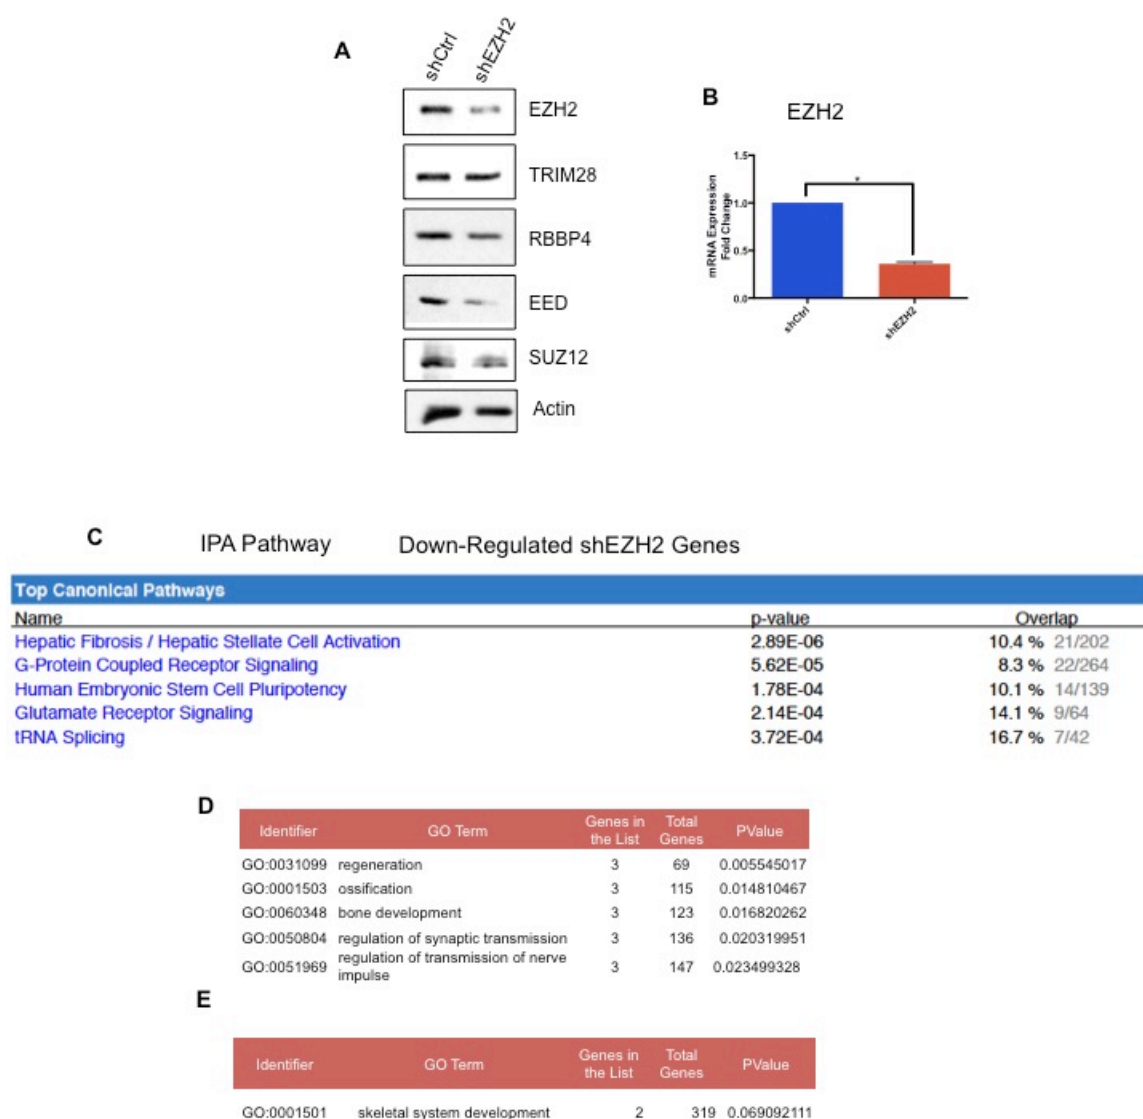 A
shCtrl shEZH2
EZH2
TRIM28
RBBP4
EED
SUZ12
Actin
B
EZH2
mRNA Expression
Fold Change
1.5
1.0
0.5
0.0
*
shCtrl shEZH2
C IPA Pathway Down-Regulated shEZH2 Genes
Top Canonical Pathways
Name p-value Overlap
Hepatic Fibrosis / Hepatic Stellate Cell Activation 2.89E-06 10.4 % 21/202
G-Protein Coupled Receptor Signaling 5.62E-05 8.3 % 22/264
Human Embryonic Stem Cell Pluripotency 1.78E-04 10.1 % 14/139
Glutamate Receptor Signaling 2.14E-04 14.1 % 9/64
tRNA Splicing 3.72E-04 16.7 % 7/42
D
Identifier GO Term Genes in the List Total Genes PValue
GO:0031099 regeneration 3 69 0.005545017
GO:0001503 ossification 3 115 0.014810467
GO:0060348 bone development 3 123 0.016820262
GO:0050804 regulation of synaptic transmission 3 136 0.020319951
GO:0051969 regulation of transmission of nerve impulse 3 147 0.023499328
E
Identifier GO Term Genes in the List Total Genes PValue
GO:0001501 skeletal system development 2 319 0.069092111